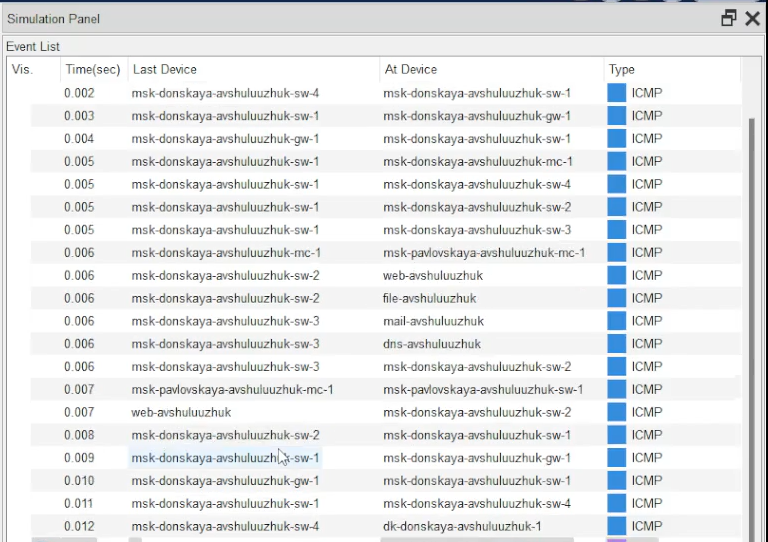 Simulation Panel
Event List
Vis. Time(sec) Last Device At Device Type
0.002 msk-donskaya-avshuluuzhuk-sw-4 msk-donskaya-avshuluuzhuk-sw-1 ICMP
0.003 msk-donskaya-avshuluuzhuk-sw-1 msk-donskaya-avshuluuzhuk-gw-1 ICMP
0.004 msk-donskaya-avshuluuzhuk-gw-1 msk-donskaya-avshuluuzhuk-sw-1 ICMP
0.005 msk-donskaya-avshuluuzhuk-sw-1 msk-donskaya-avshuluuzhuk-mc-1 ICMP
0.005 msk-donskaya-avshuluuzhuk-sw-1 msk-donskaya-avshuluuzhuk-sw-4 ICMP
0.005 msk-donskaya-avshuluuzhuk-sw-1 msk-donskaya-avshuluuzhuk-sw-2 ICMP
0.005 msk-donskaya-avshuluuzhuk-sw-1 msk-donskaya-avshuluuzhuk-sw-3 ICMP
0.006 msk-donskaya-avshuluuzhuk-mc-1 msk-pavlovskaya-avshuluuzhuk-mc-1 ICMP
0.006 msk-donskaya-avshuluuzhuk-sw-2 web-avshuluuzhuk ICMP
0.006 msk-donskaya-avshuluuzhuk-sw-2 file-avshuluuzhuk ICMP
0.006 msk-donskaya-avshuluuzhuk-sw-3 mail-avshuluuzhuk ICMP
0.006 msk-donskaya-avshuluuzhuk-sw-3 dns-avshuluuzhuk ICMP
0.006 msk-donskaya-avshuluuzhuk-sw-3 msk-donskaya-avshuluuzhuk-sw-2 ICMP
0.007 msk-pavlovskaya-avshuluuzhuk-mc-1 msk-pavlovskaya-avshuluuzhuk-sw-1 ICMP
0.007 web-avshuluuzhuk msk-donskaya-avshuluuzhuk-sw-2 ICMP
0.008 msk-donskaya-avshuluuzhuk-sw-2 msk-donskaya-avshuluuzhuk-sw-1 ICMP
0.009 msk-donskaya-avshuluuzhuk-sw-1 msk-donskaya-avshuluuzhuk-gw-1 ICMP
0.010 msk-donskaya-avshuluuzhuk-gw-1 msk-donskaya-avshuluuzhuk-sw-1 ICMP
0.011 msk-donskaya-avshuluuzhuk-sw-1 msk-donskaya-avshuluuzhuk-sw-4 ICMP
0.012 msk-donskaya-avshuluuzhuk-sw-4 dk-donskaya-avshuluuzhuk-1 ICMP